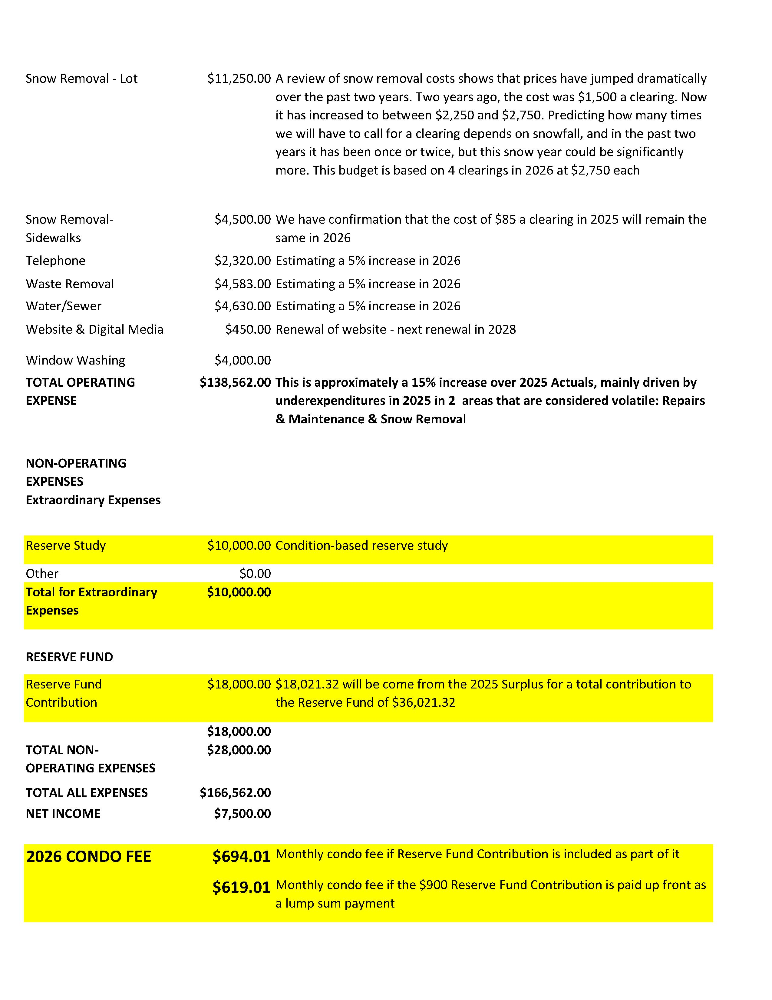 Snow Removal - Lot $11,250.00 A review of snow removal costs shows that prices have jumped dramatically
over the past two years. Two years ago, the cost was $1,500 a clearing. Now
it has increased to between $2,250 and $2,750. Predicting how many times
we will have to call for a clearing depends on snowfall, and in the past two
years it has been once or twice, but this snow year could be significantly
more. This budget is based on 4 clearings in 2026 at $2,750 each
Snow Removal- $4,500.00 We have confirmation that the cost of $85 a clearing in 2025 will remain the
Sidewalks same in 2026
Telephone $2,320.00 Estimating a 5% increase in 2026
Waste Removal $4,583.00 Estimating a 5% increase in 2026
Water/Sewer $4,630.00 Estimating a 5% increase in 2026
Website & Digital Media $450.00 Renewal of website - next renewal in 2028
Window Washing $4,000.00
TOTAL OPERATING $138,562.00 This is approximately a 15% increase over 2025 Actuals, mainly driven by
EXPENSE underexpenditures in 2025 in 2  areas that are considered volatile: Repairs
& Maintenance & Snow Removal
NON-OPERATING
EXPENSES
Extraordinary Expenses
Reserve Study $10,000.00 Condition-based reserve study
Other $0.00
Total for Extraordinary $10,000.00
Expenses
RESERVE FUND
Reserve Fund $18,000.00 $18,021.32 will be come from the 2025 Surplus for a total contribution to
Contribution the Reserve Fund of $36,021.32
$18,000.00
TOTAL NON- $28,000.00
OPERATING EXPENSES
TOTAL ALL EXPENSES $166,562.00
NET INCOME $7,500.00
2026 CONDO FEE $694.01 Monthly condo fee if Reserve Fund Contribution is included as part of it
$619.01 Monthly condo fee if the $900 Reserve Fund Contribution is paid up front as
a lump sum payment